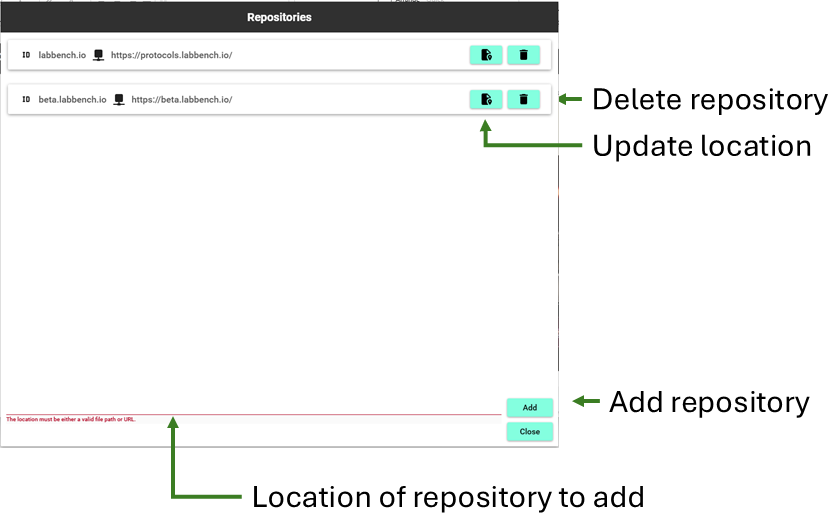 Repositories
ID labbench.io https://protocols.labbench.io/
ID beta.labbench.io https://beta.labbench.io/
Delete repository
Update location
Add
Add repository
The location must be either a valid file path or URL.
Close
Location of repository to add